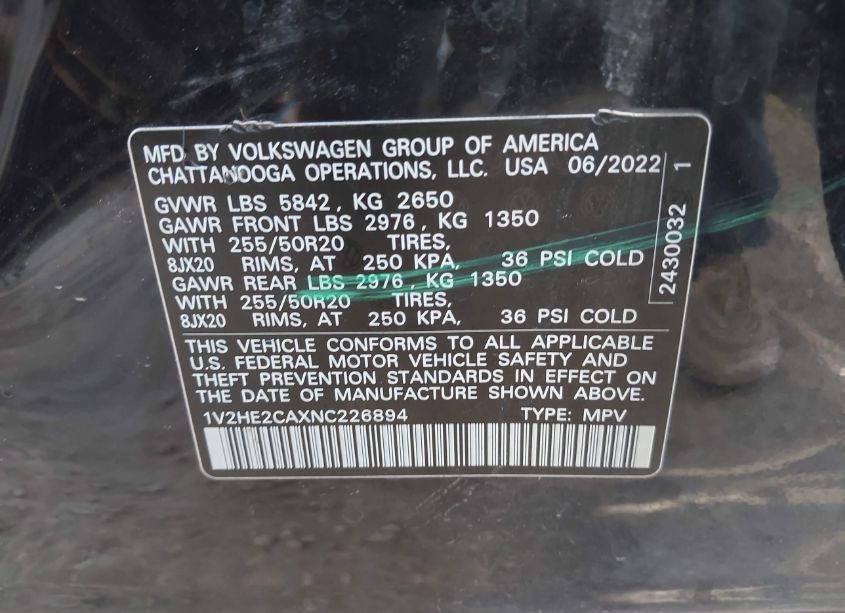 MFD. BY VOLKSWAGEN GROUP OF AMERICA
CHATTANOOGA OPERATIONS, LLC. USA 06/2022
GVWR LBS 5842, KG 2650
GAWR FRONT LBS 2976, KG 1350
WITH 255/50R20 TIRES,
8JX20 RIMS, AT 250 KPA, 36 PSI COLD
GAWR REAR LBS 2976, KG 1350
WITH 255/50R20 TIRES,
8JX20 RIMS, AT 250 KPA, 36 PSI COLD
THIS VEHICLE CONFORMS TO ALL APPLICABLE
U.S. FEDERAL MOTOR VEHICLE SAFETY AND
THEFT PREVENTION STANDARDS IN EFFECT ON
THE DATE OF MANUFACTURE SHOWN ABOVE.
1V2HE2CAXNC226894 TYPE: MPV
2430032 1